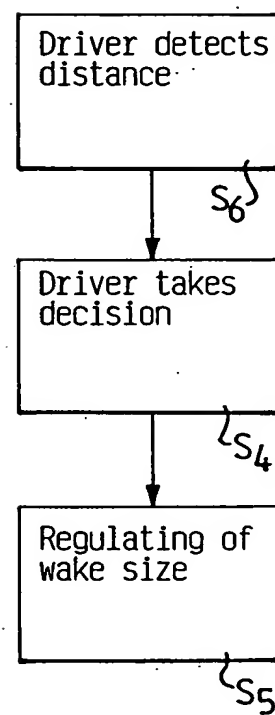 Driver detects
distance
S6
Driver takes
decision
S4
Regulating of
wake size
S5